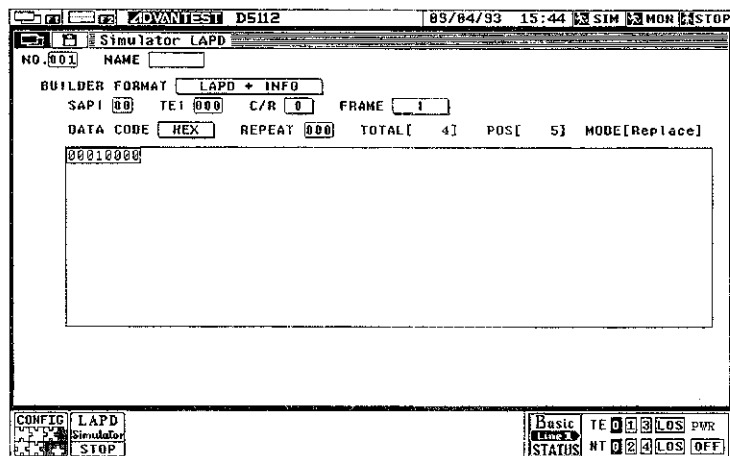 F1 F2 ADVANTEST D5112 09/04/93 15:44 SIM MON STOP
Simulator LAPD
NO. 001 NAME
BUILDER FORMAT LAPD + INFO
SAPI 00 TEI 000 C/R 0 FRAME I
DATA CODE HEX REPEAT 000 TOTAL[ 4] POS[ 5] MODE[Replace]
00010000
CONFIG LAPD Simulator STOP
Basic Line 1 STATUS
TE 0 1 3 LOS PWR
NT 0 2 4 LOS OFF